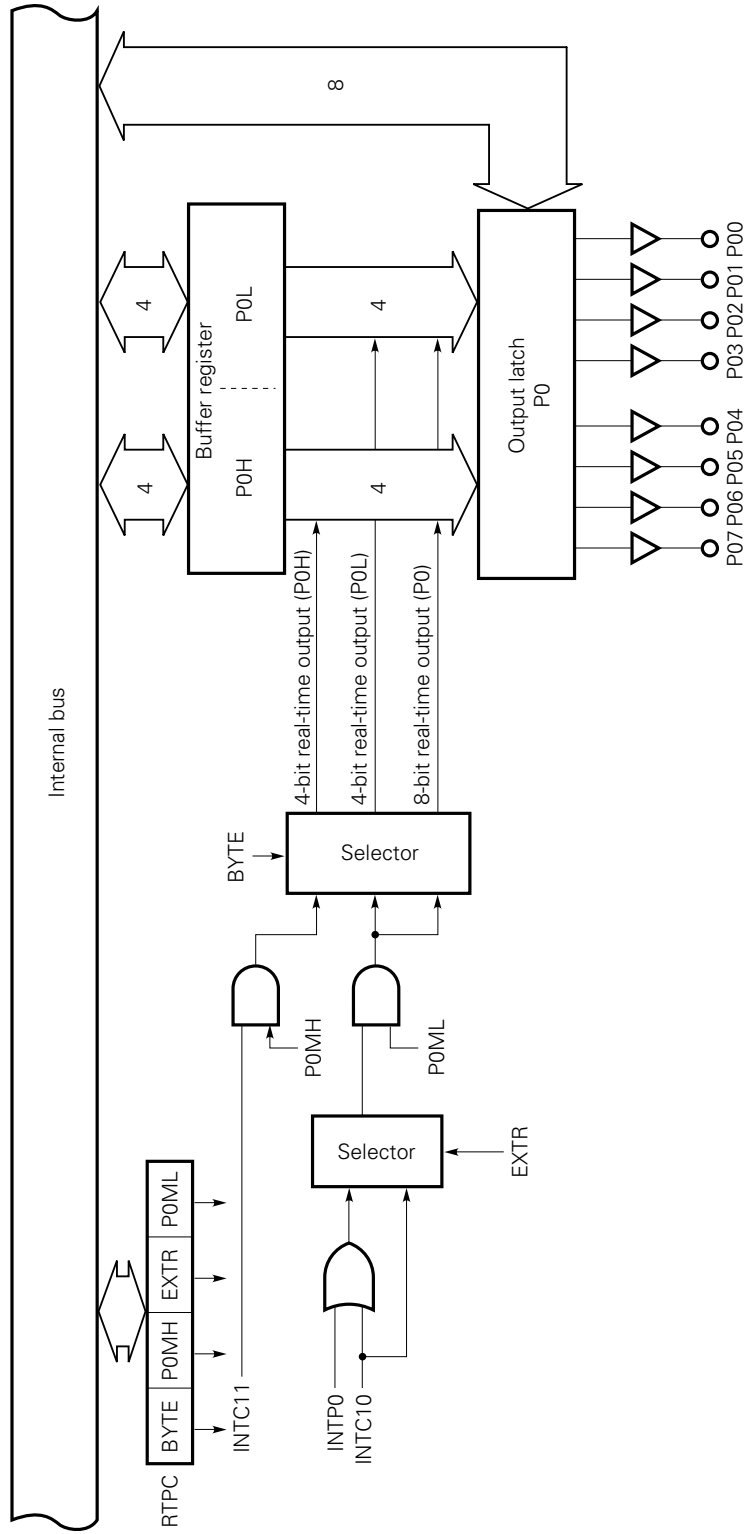 Internal bus
RTPC
BYTE P0MH EXTR P0ML
INTC11
INTP0
INTC10
Selector
EXTR
P0MH
P0ML
BYTE
Selector
4-bit real-time output (P0H)
4-bit real-time output (P0L)
8-bit real-time output (P0)
4
4
8
Buffer register
P0H P0L
4
4
Output latch
P0
P07 P06 P05 P04 P03 P02 P01 P00